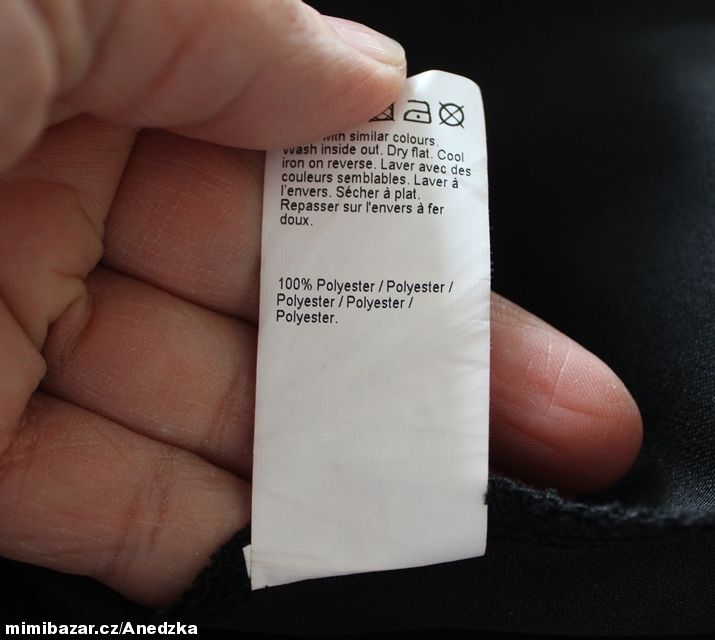 with similar colours.
Wash inside out. Dry flat. Cool
iron on reverse. Laver avec des
couleurs semblables. Laver à
l'envers. Sécher à plat.
Repasser sur l'envers à fer
doux.
100% Polyester / Polyester /
Polyester / Polyester /
Polyester.
mimibazar.cz/Anedzka